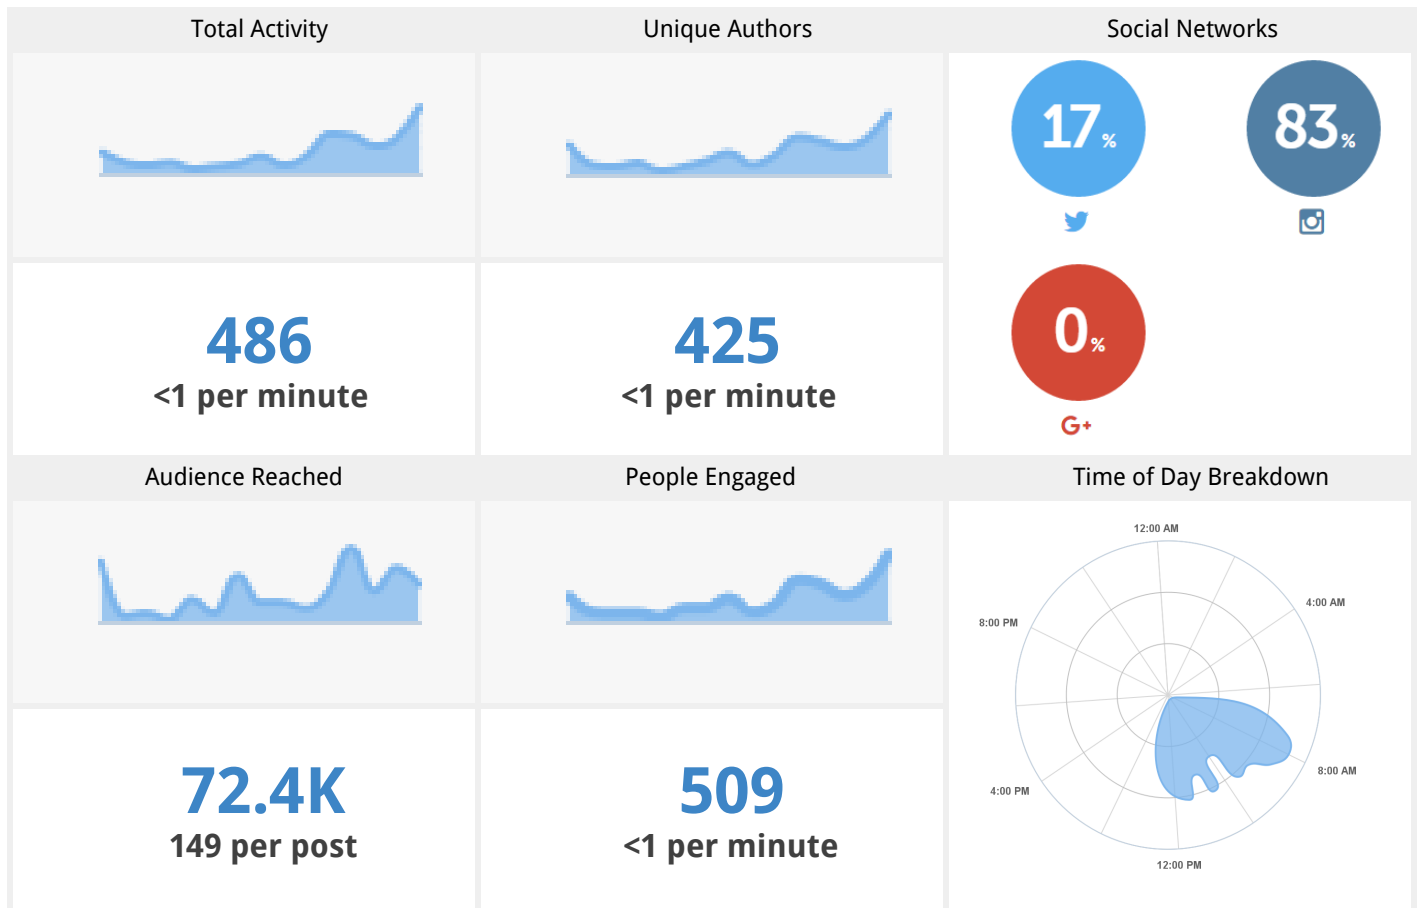 Total Activity
Unique Authors
Social Networks
17%
83%
0%
G+
486
<1 per minute
425
<1 per minute
Audience Reached
People Engaged
Time of Day Breakdown
12:00 AM
4:00 AM
8:00 PM
8:00 AM
4:00 PM
12:00 PM
72.4K
149 per post
509
<1 per minute